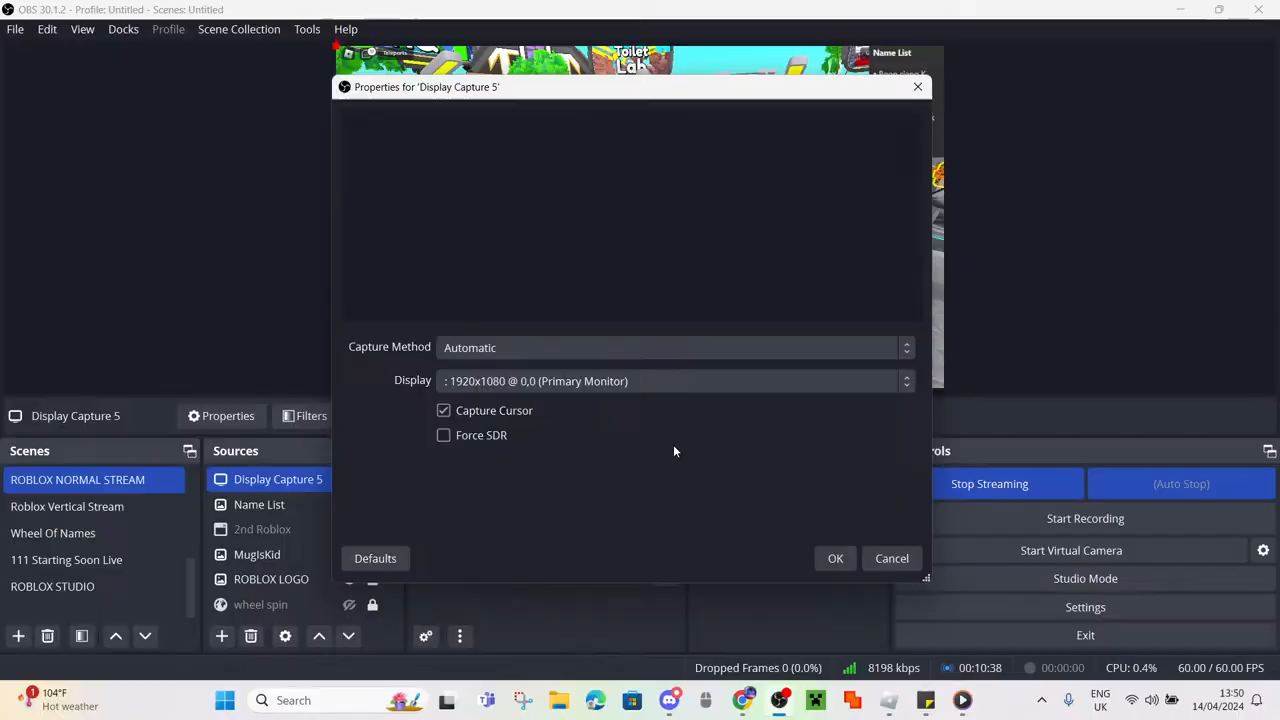 OBS 30.1.2 - Profile: Untitled - Scenes: Untitled
File Edit View Docks Profile Scene Collection Tools Help
Toilet
Lab
Name List
Properties for 'Display Capture 5'
Capture Method Automatic
Display : 1920x1080 @ 0,0 (Primary Monitor)
Capture Cursor
Force SDR
Defaults OK Cancel
Display Capture 5 Properties Filters
Scenes
ROBLOX NORMAL STREAM
Roblox Vertical Stream
Wheel Of Names
111 Starting Soon Live
ROBLOX STUDIO
Sources
Display Capture 5
Name List
2nd Roblox
MugIsKid
ROBLOX LOGO
wheel spin
rols
Stop Streaming (Auto Stop)
Start Recording
Start Virtual Camera
Studio Mode
Settings
Exit
Dropped Frames 0 (0.0%) 8198 kbps 00:10:38 00:00:00 CPU: 0.4% 60.00 / 60.00 FPS
1
104°F
Hot weather
Search
ENG
UK
13:50
14/04/2024